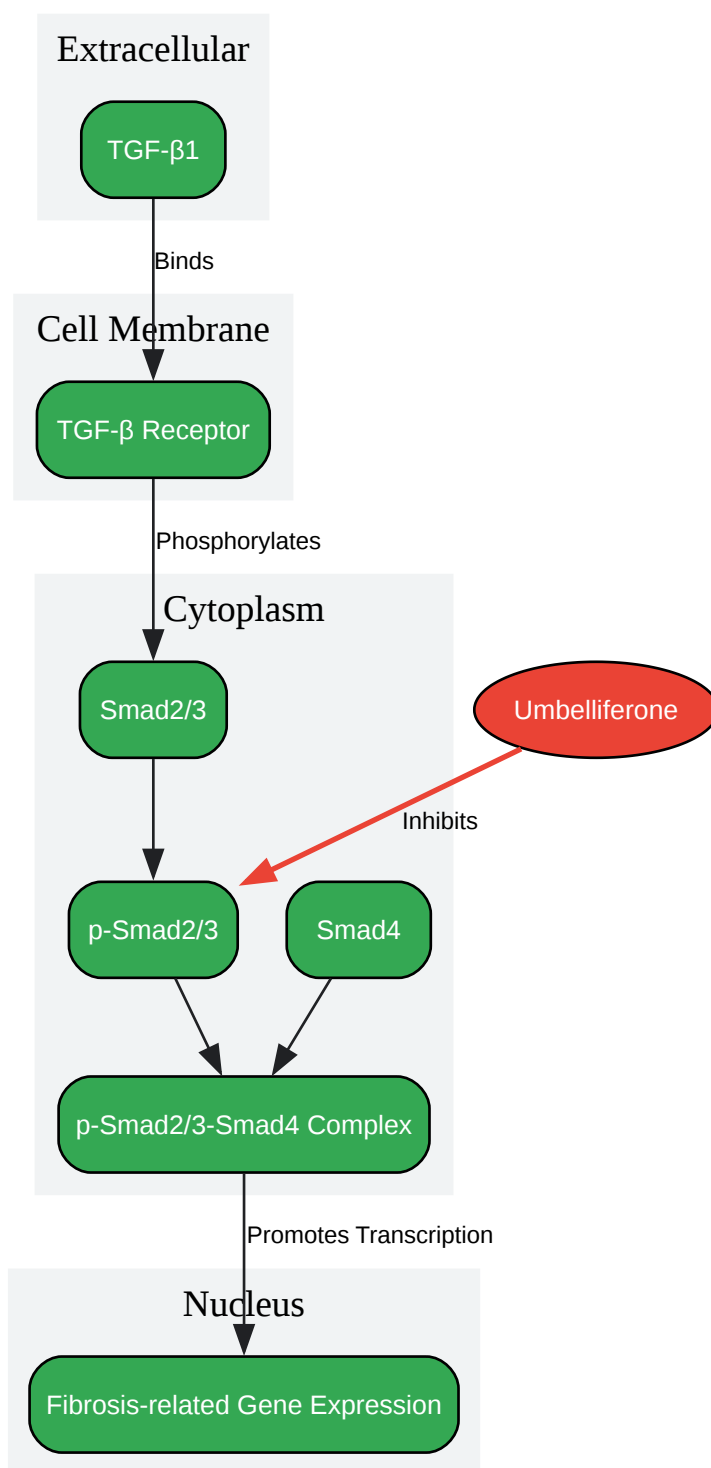 Extracellular
TGF-β1
Binds
Cell Membrane
TGF-β Receptor
Phosphorylates
Cytoplasm
Smad2/3
Umbelliferone
Inhibits
p-Smad2/3
Smad4
p-Smad2/3-Smad4 Complex
Promotes Transcription
Nucleus
Fibrosis-related Gene Expression